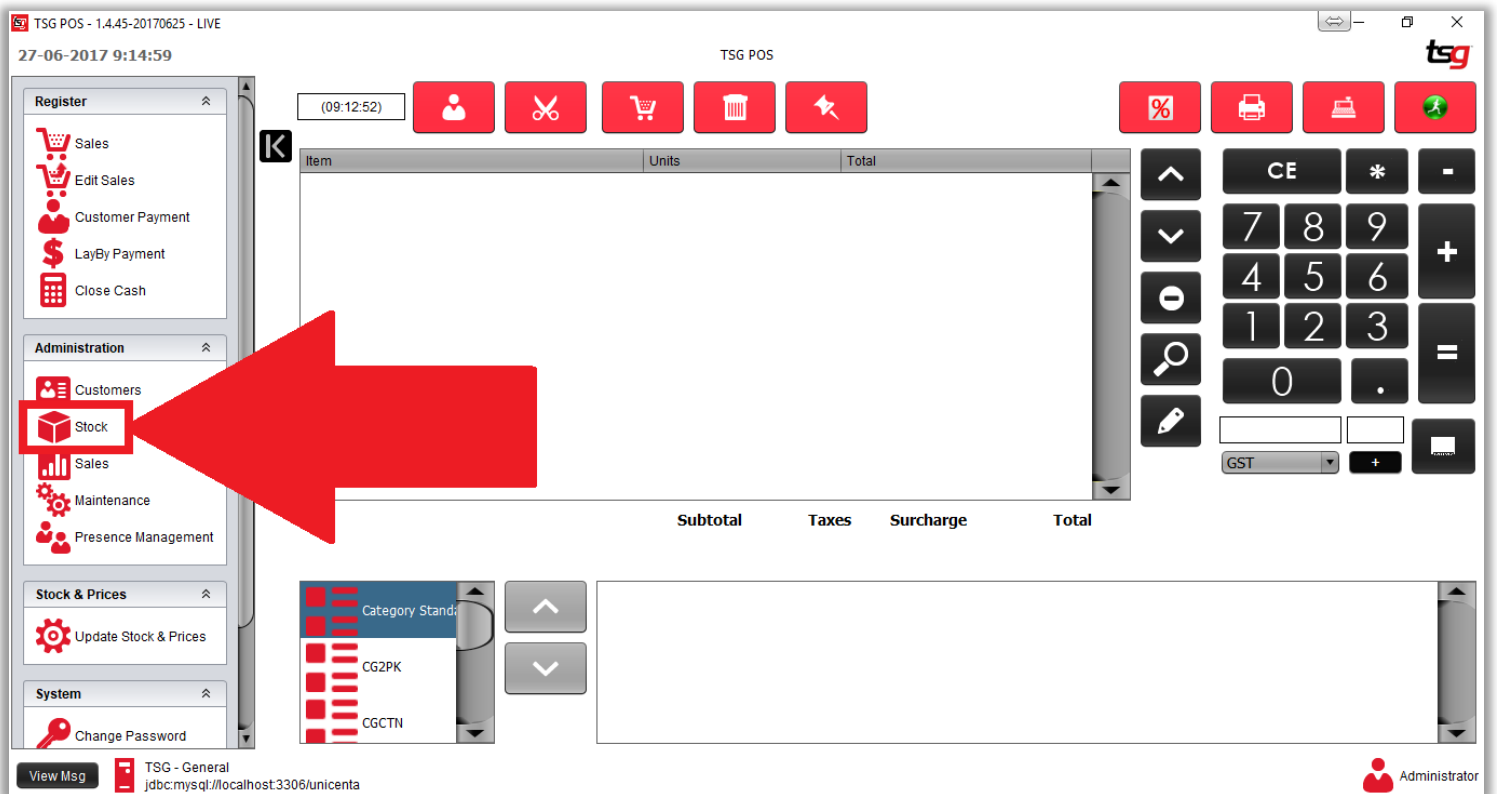 TSG POS - 1.4.45-20170625 - LIVE
27-06-2017 9:14:59
TSG POS
tsg
Register
Sales
Edit Sales
Customer Payment
LayBy Payment
Close Cash
Administration
Customers
Stock
Sales
Maintenance
Presence Management
Stock & Prices
Update Stock & Prices
System
Change Password
(09:12:52)
%
Item Units Total
CE * -
7 8 9 +
4 5 6
1 2 3 =
0 .
GST +
Subtotal Taxes Surcharge Total
Category Standa
CG2PK
CGCTN
View Msg
TSG - General
jdbc:mysql://localhost:3306/unicenta
Administrator